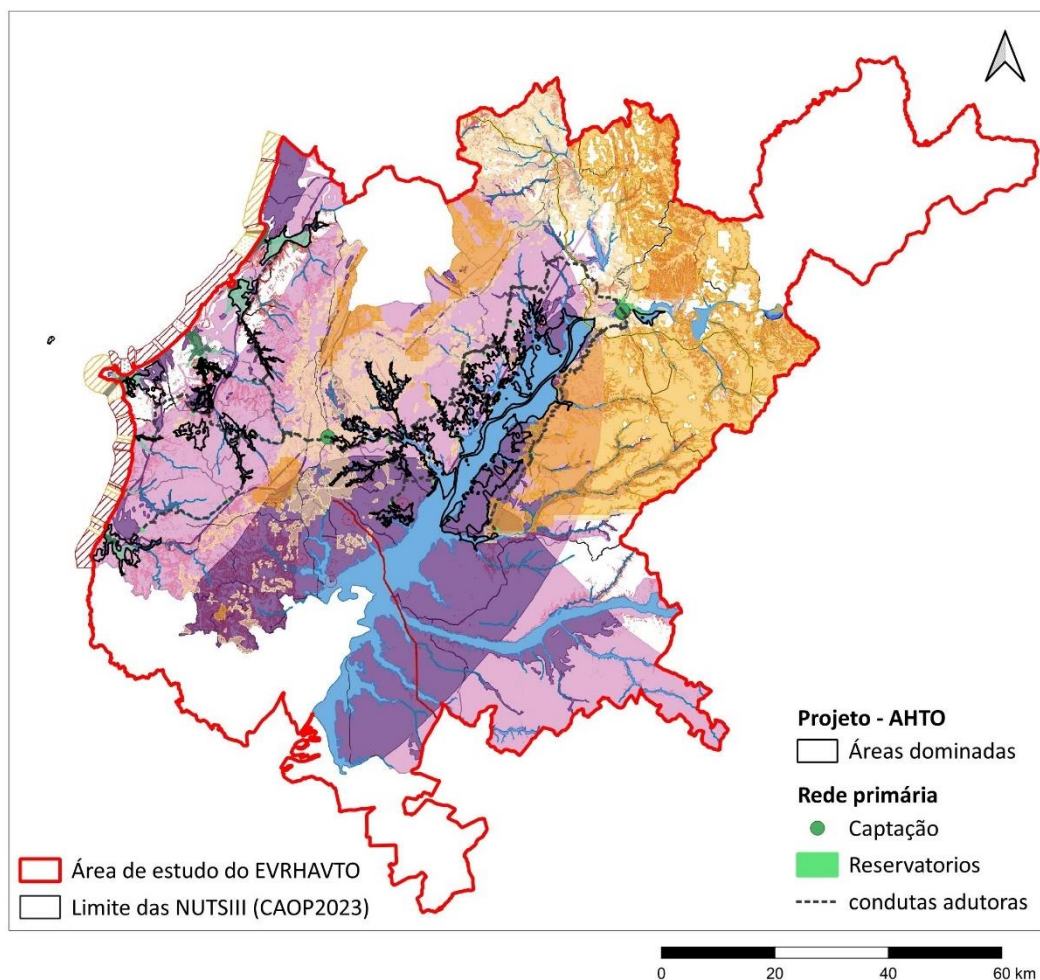 Projeto - AHTO
Áreas dominadas
Rede primária
Captação
Reservatorios
condutas adutoras
Área de estudo do EVRHAVTO
Limite das NUTSIII (CAOP2023)
0 20 40 60 km